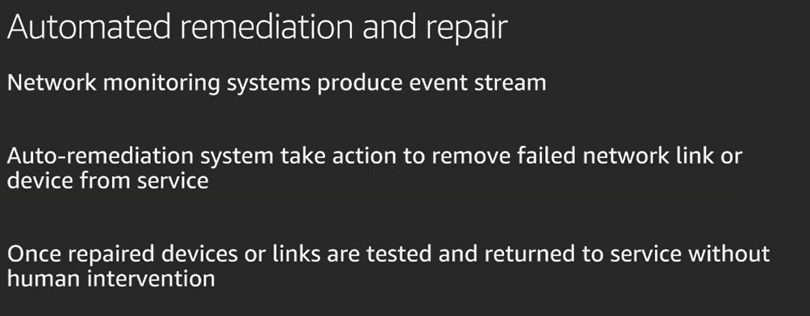 Automated remediation and repair
Network monitoring systems produce event stream
Auto-remediation system take action to remove failed network link or
device from service
Once repaired devices or links are tested and returned to service without
human intervention